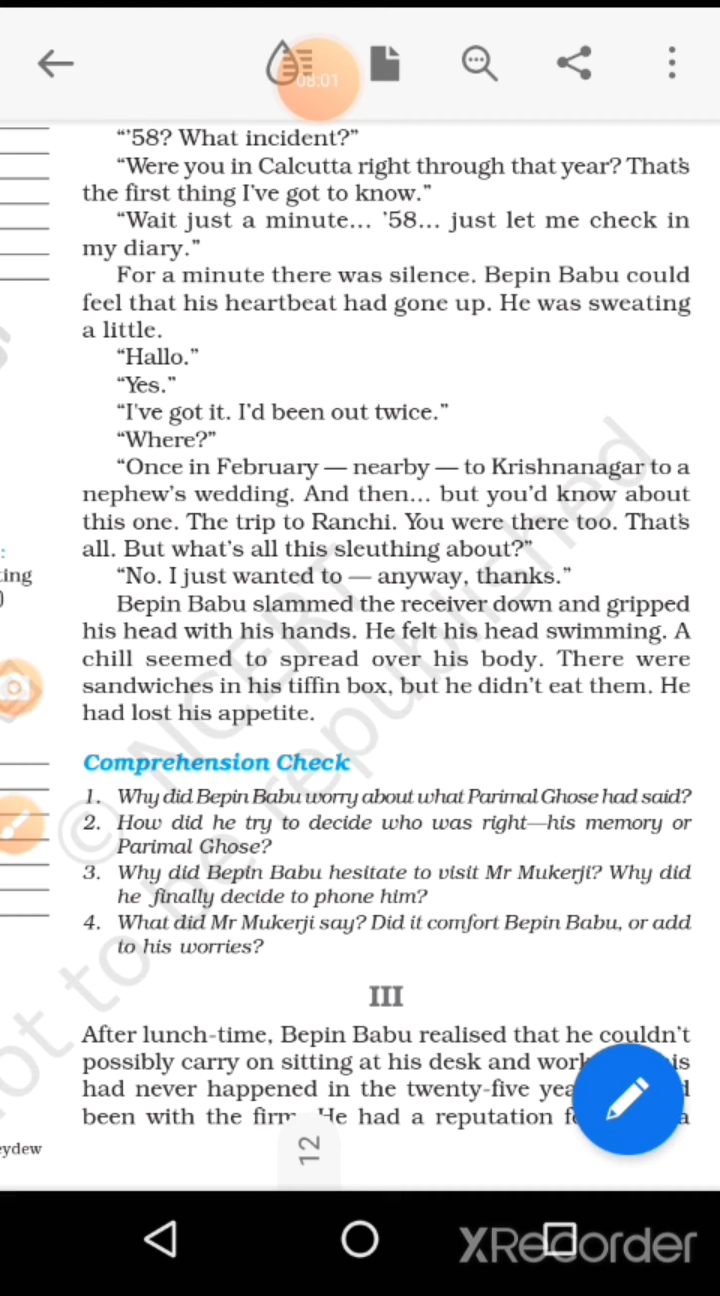 08:01
“’58? What incident?”
“Were you in Calcutta right through that year? That’s
the first thing I’ve got to know.”
“Wait just a minute... ’58... just let me check in
my diary.”
For a minute there was silence. Bepin Babu could
feel that his heartbeat had gone up. He was sweating
a little.
“Hallo.”
“Yes.”
“I've got it. I’d been out twice.”
“Where?”
“Once in February — nearby — to Krishnanagar to a
nephew’s wedding. And then... but you’d know about
this one. The trip to Ranchi. You were there too. That’s
all. But what’s all this sleuthing about?”
“No. I just wanted to — anyway, thanks.”
Bepin Babu slammed the receiver down and gripped
his head with his hands. He felt his head swimming. A
chill seemed to spread over his body. There were
sandwiches in his tiffin box, but he didn’t eat them. He
had lost his appetite.
:
ting
)
Comprehension Check
1. Why did Bepin Babu worry about what Parimal Ghose had said?
2. How did he try to decide who was right—his memory or
Parimal Ghose?
3. Why did Bepin Babu hesitate to visit Mr Mukerji? Why did
he finally decide to phone him?
4. What did Mr Mukerji say? Did it comfort Bepin Babu, or add
to his worries?
III
After lunch-time, Bepin Babu realised that he couldn’t
possibly carry on sitting at his desk and work is
had never happened in the twenty-five yea
been with the firm. He had a reputation f a
eydew
12
© NCERT
not to be republished
XRecorder